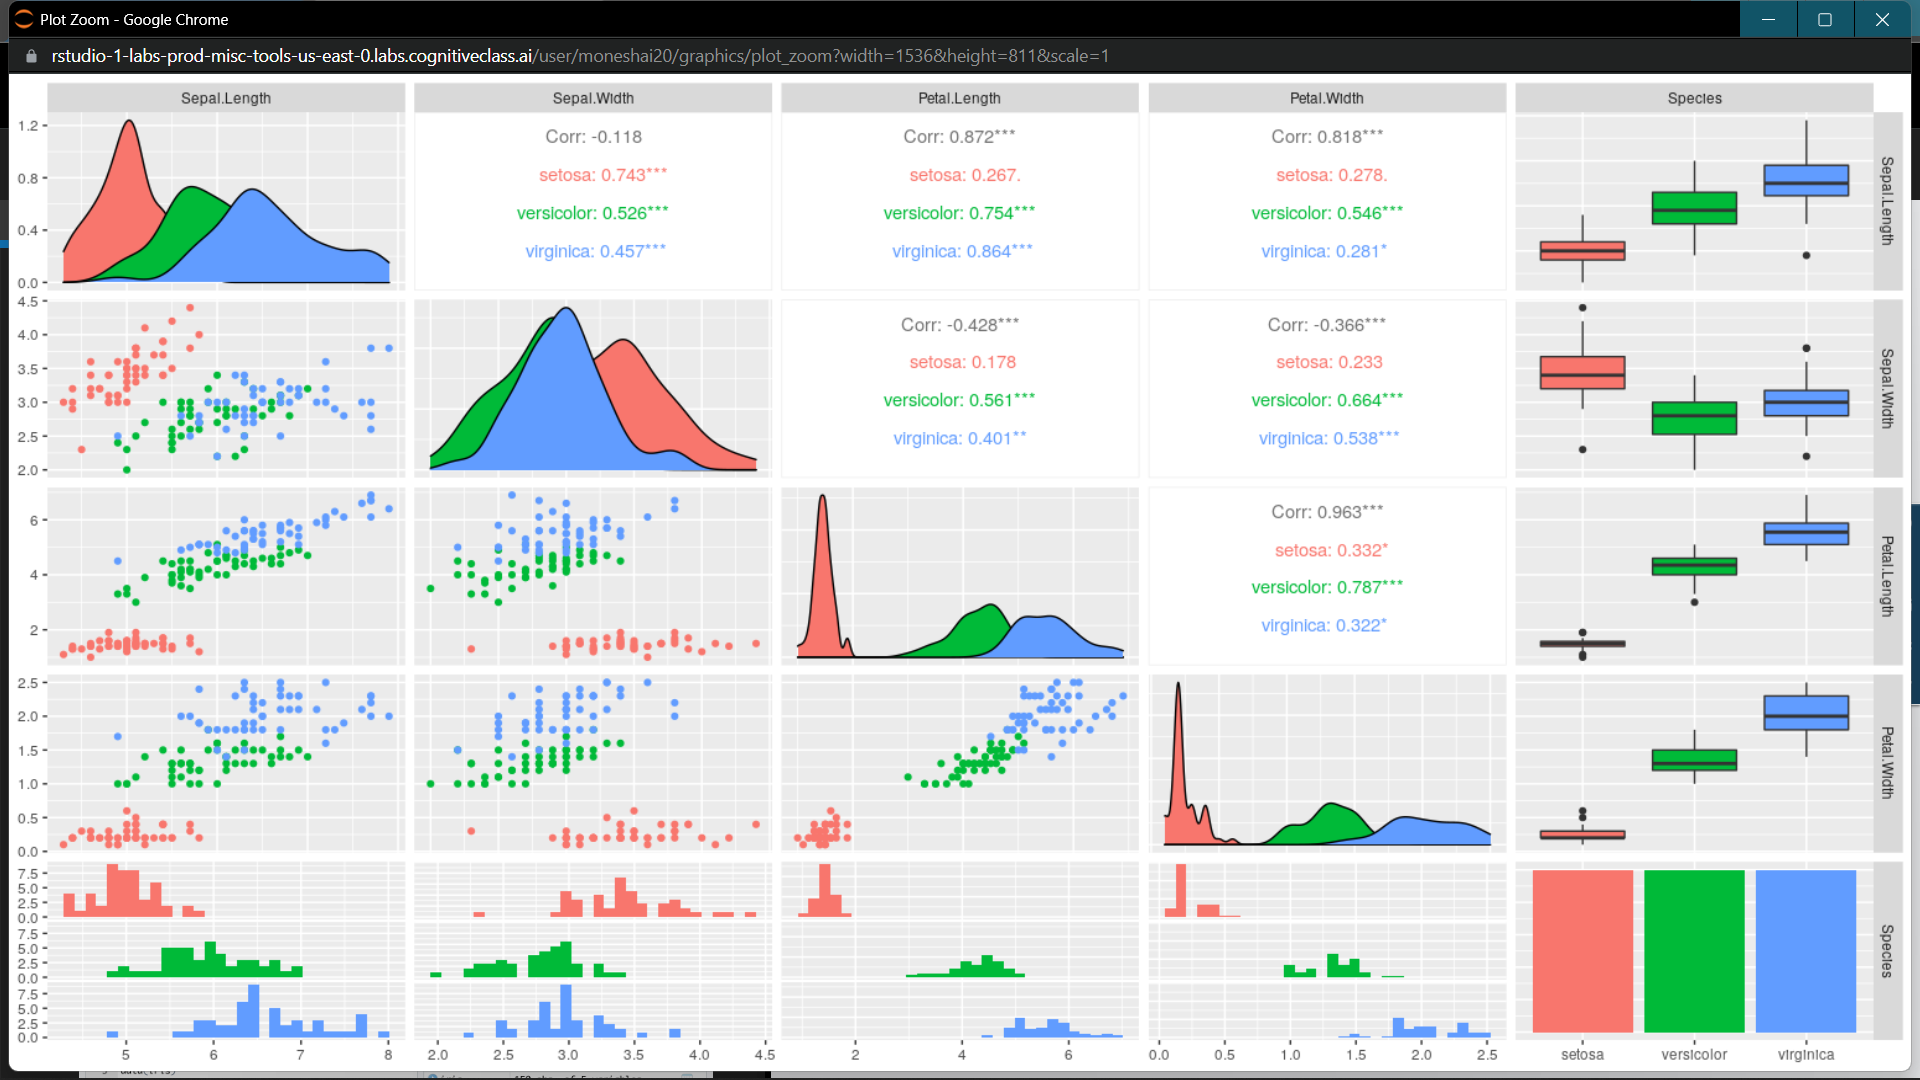 Plot Zoom - Google Chrome
rstudio-1-labs-prod-misc-tools-us-east-0.labs.cognitiveclass.ai/user/moneshai20/graphics/plot_zoom?width=1536&height=811&scale=1
Sepal.Length Sepal.Width Petal.Length Petal.Width Species
1.2
0.8
0.4
0.0
Corr: -0.118
setosa: 0.743***
versicolor: 0.526***
virginica: 0.457***
Corr: 0.872***
setosa: 0.267.
versicolor: 0.754***
virginica: 0.864***
Corr: 0.818***
setosa: 0.278.
versicolor: 0.546***
virginica: 0.281*
Sepal.Length
4.5
4.0
3.5
3.0
2.5
2.0
Corr: -0.428***
setosa: 0.178
versicolor: 0.561***
virginica: 0.401**
Corr: -0.366***
setosa: 0.233
versicolor: 0.664***
virginica: 0.538***
Sepal.Width
6
4
2
Corr: 0.963***
setosa: 0.332*
versicolor: 0.787***
virginica: 0.322*
Petal.Length
2.5
2.0
1.5
1.0
0.5
0.0
Petal.Width
7.5
5.0
2.5
0.0
7.5
5.0
2.5
0.0
7.5
5.0
2.5
0.0
Species
5 6 7 8 2.0 2.5 3.0 3.5 4.0 4.5 2 4 6 0.0 0.5 1.0 1.5 2.0 2.5 setosa versicolor virginica